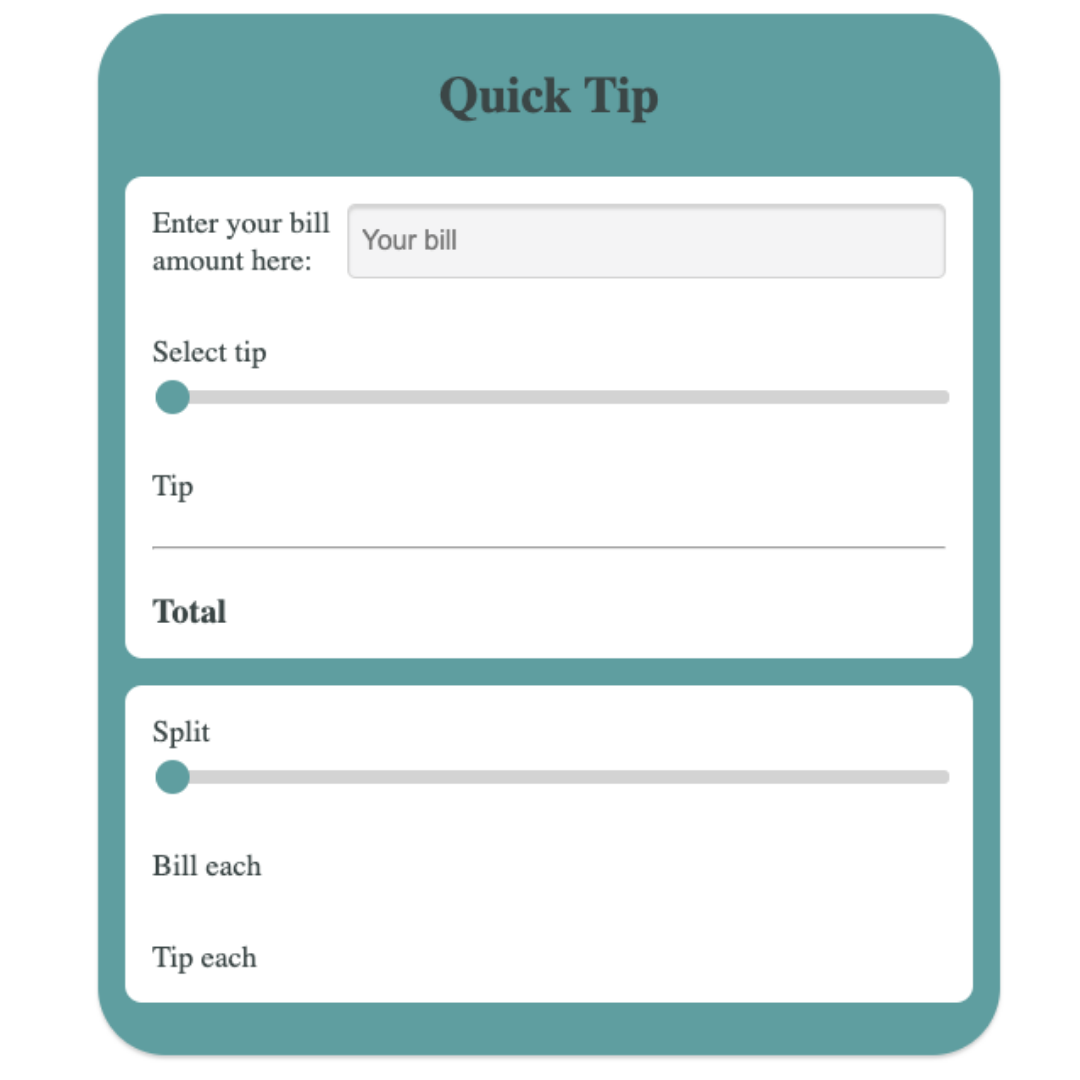 Quick Tip
Enter your bill
amount here:
Your bill
Select tip
Tip
Total
Split
Bill each
Tip each